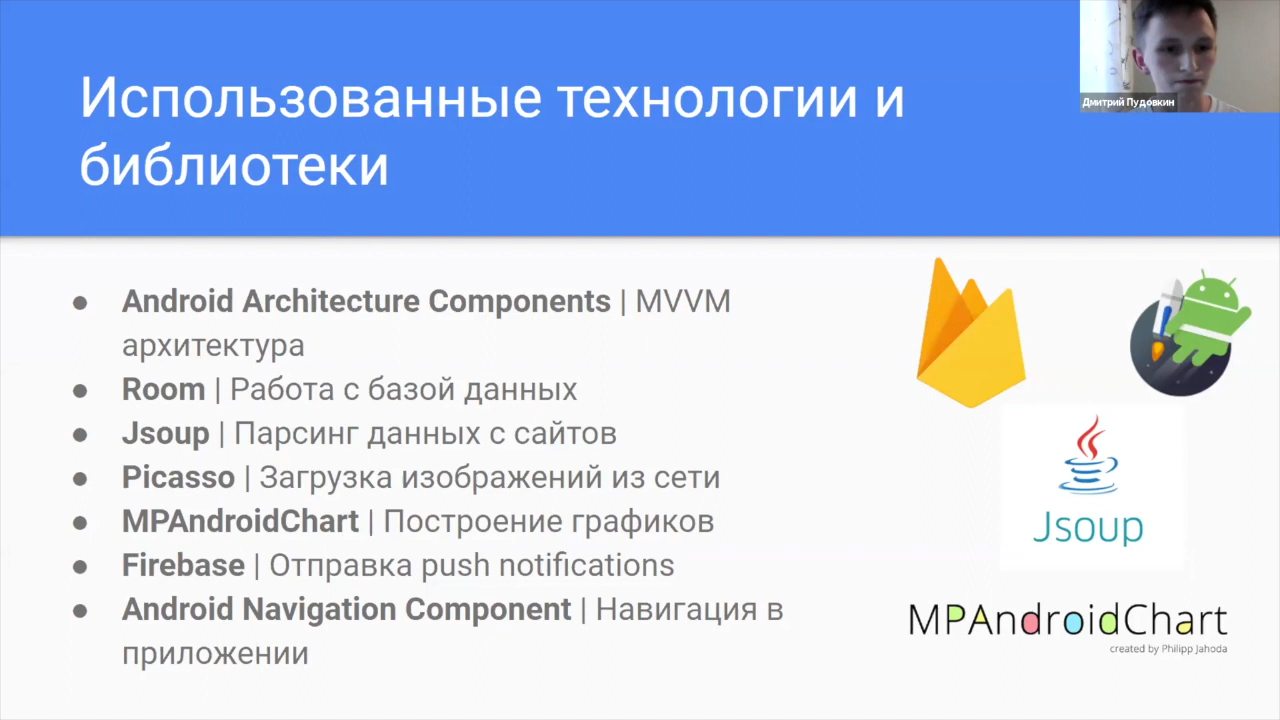 Использованные технологии и
библиотеки
Дмитрий Пудовкин
● Android Architecture Components | MVVM
архитектура
● Room | Работа с базой данных
● Jsoup | Парсинг данных с сайтов
● Picasso | Загрузка изображений из сети
● MPAndroidChart | Построение графиков
● Firebase | Отправка push notifications
● Android Navigation Component | Навигация в
приложении
Jsoup
MPAndroidChart
created by Philipp Jahoda